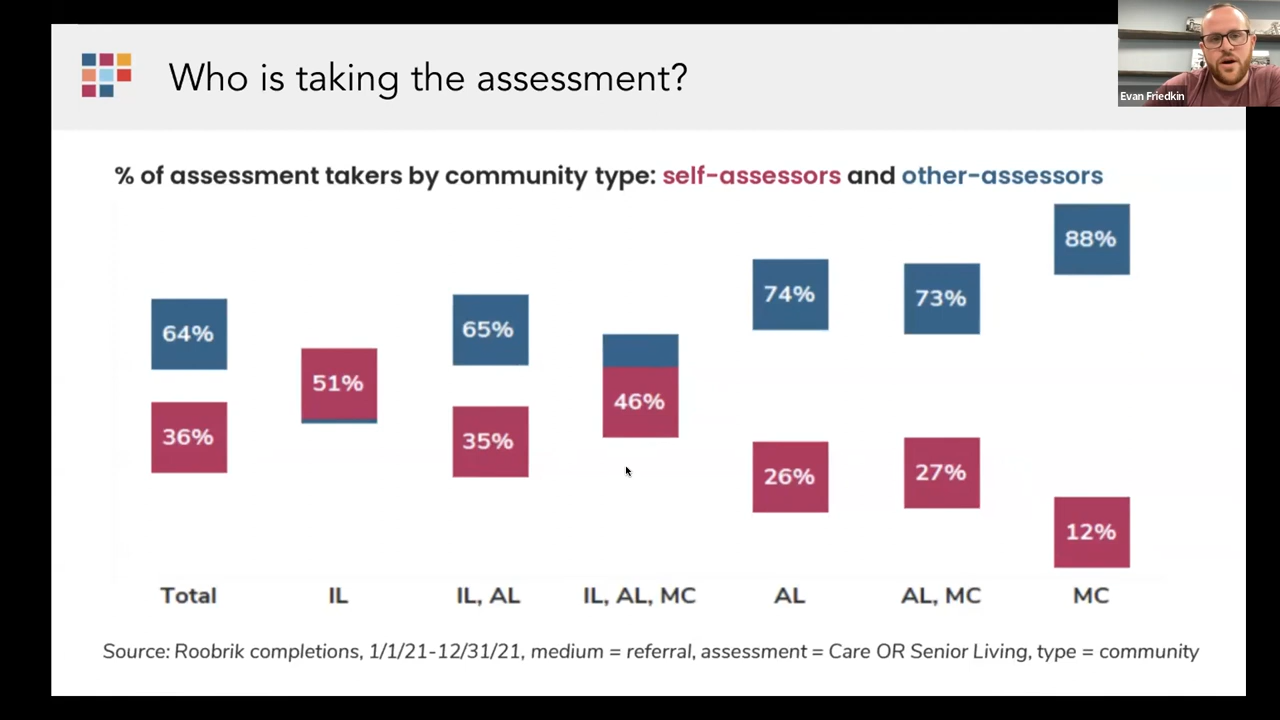 Who is taking the assessment?
Evan Friedkin
% of assessment takers by community type: self-assessors and other-assessors
88%
74%
73%
64%
65%
51%
46%
36%
35%
26%
27%
12%
Total IL IL, AL IL, AL, MC AL AL, MC MC
Source: Roobrik completions, 1/1/21-12/31/21, medium = referral, assessment = Care OR Senior Living, type = community